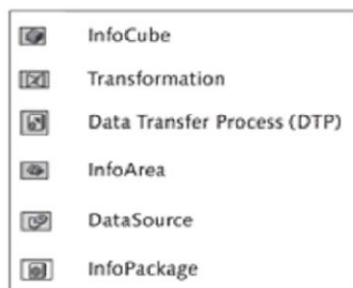 InfoCube
Transformation
Data Transfer Process (DTP)
InfoArea
DataSource
InfoPackage